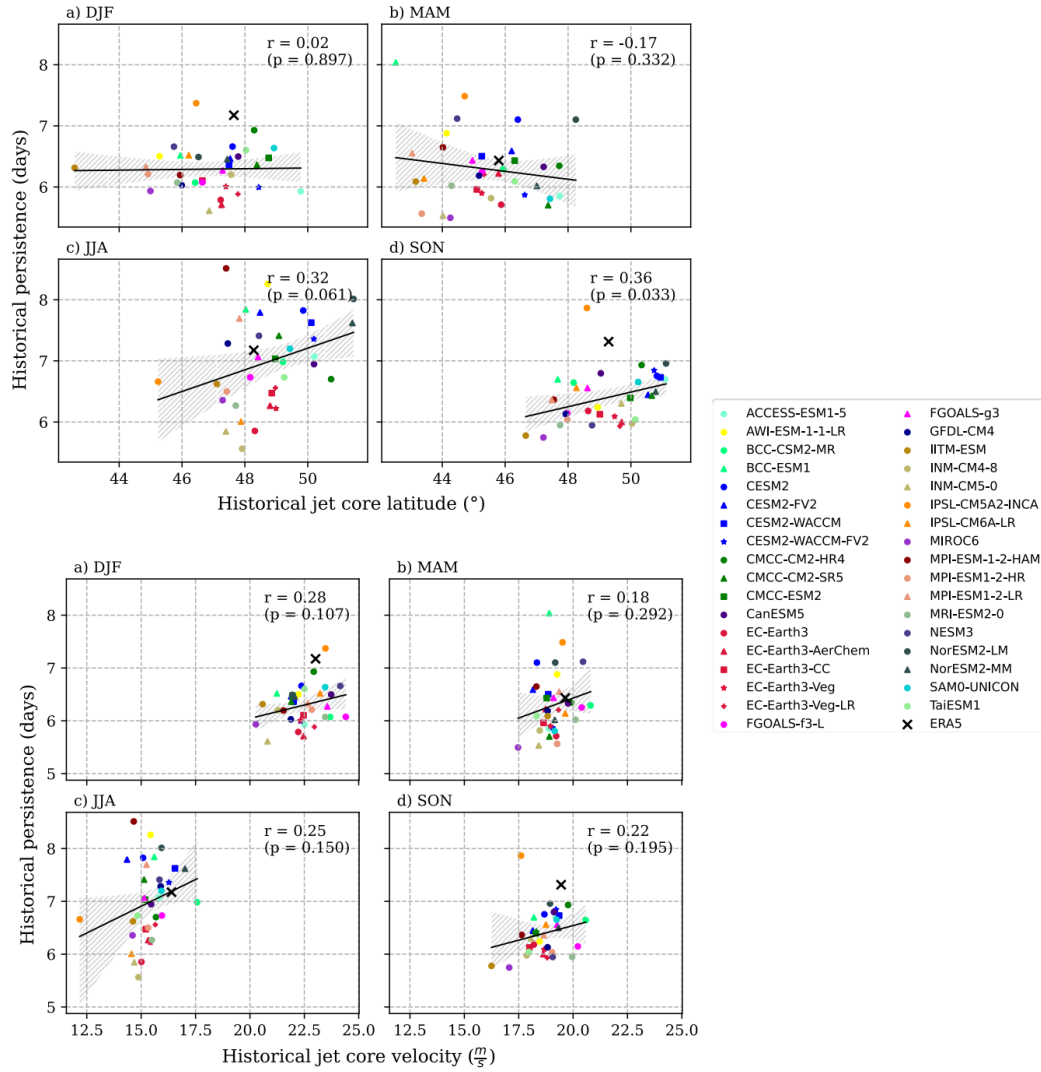 a) DJF
b) MAM
r = 0.02
(p = 0.897)
r = -0.17
(p = 0.332)
8
7
6
5
c) JJA
d) SON
r = 0.32
(p = 0.061)
r = 0.36
(p = 0.033)
8
7
6
5
Historical persistence (days)
44 46 48 50
44 46 48 50
Historical jet core latitude (°)
ACCESS-ESM1-5
AWI-ESM-1-1-LR
BCC-CSM2-MR
BCC-ESM1
CESM2
CESM2-FV2
CESM2-WACCM
CESM2-WACCM-FV2
CMCC-CM2-HR4
CMCC-CM2-SR5
CMCC-ESM2
CanESM5
EC-Earth3
EC-Earth3-AerChem
EC-Earth3-CC
EC-Earth3-Veg
EC-Earth3-Veg-LR
FGOALS-f3-L
FGOALS-g3
GFDL-CM4
IITM-ESM
INM-CM4-8
INM-CM5-0
IPSL-CM5A2-INCA
IPSL-CM6A-LR
MIROC6
MPI-ESM-1-2-HAM
MPI-ESM1-2-HR
MPI-ESM1-2-LR
MRI-ESM2-0
NESM3
NorESM2-LM
NorESM2-MM
SAM0-UNICON
TaiESM1
ERA5
a) DJF
b) MAM
r = 0.28
(p = 0.107)
r = 0.18
(p = 0.292)
8
7
6
5
c) JJA
d) SON
r = 0.25
(p = 0.150)
r = 0.22
(p = 0.195)
8
7
6
5
Historical persistence (days)
12.5 15.0 17.5 20.0 22.5 25.0
12.5 15.0 17.5 20.0 22.5 25.0
Historical jet core velocity (m/s)